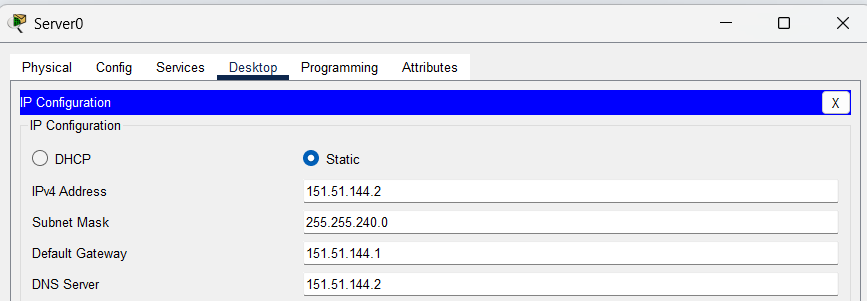 Server0
Physical Config Services Desktop Programming Attributes
IP Configuration X
IP Configuration
DHCP Static
IPv4 Address 151.51.144.2
Subnet Mask 255.255.240.0
Default Gateway 151.51.144.1
DNS Server 151.51.144.2